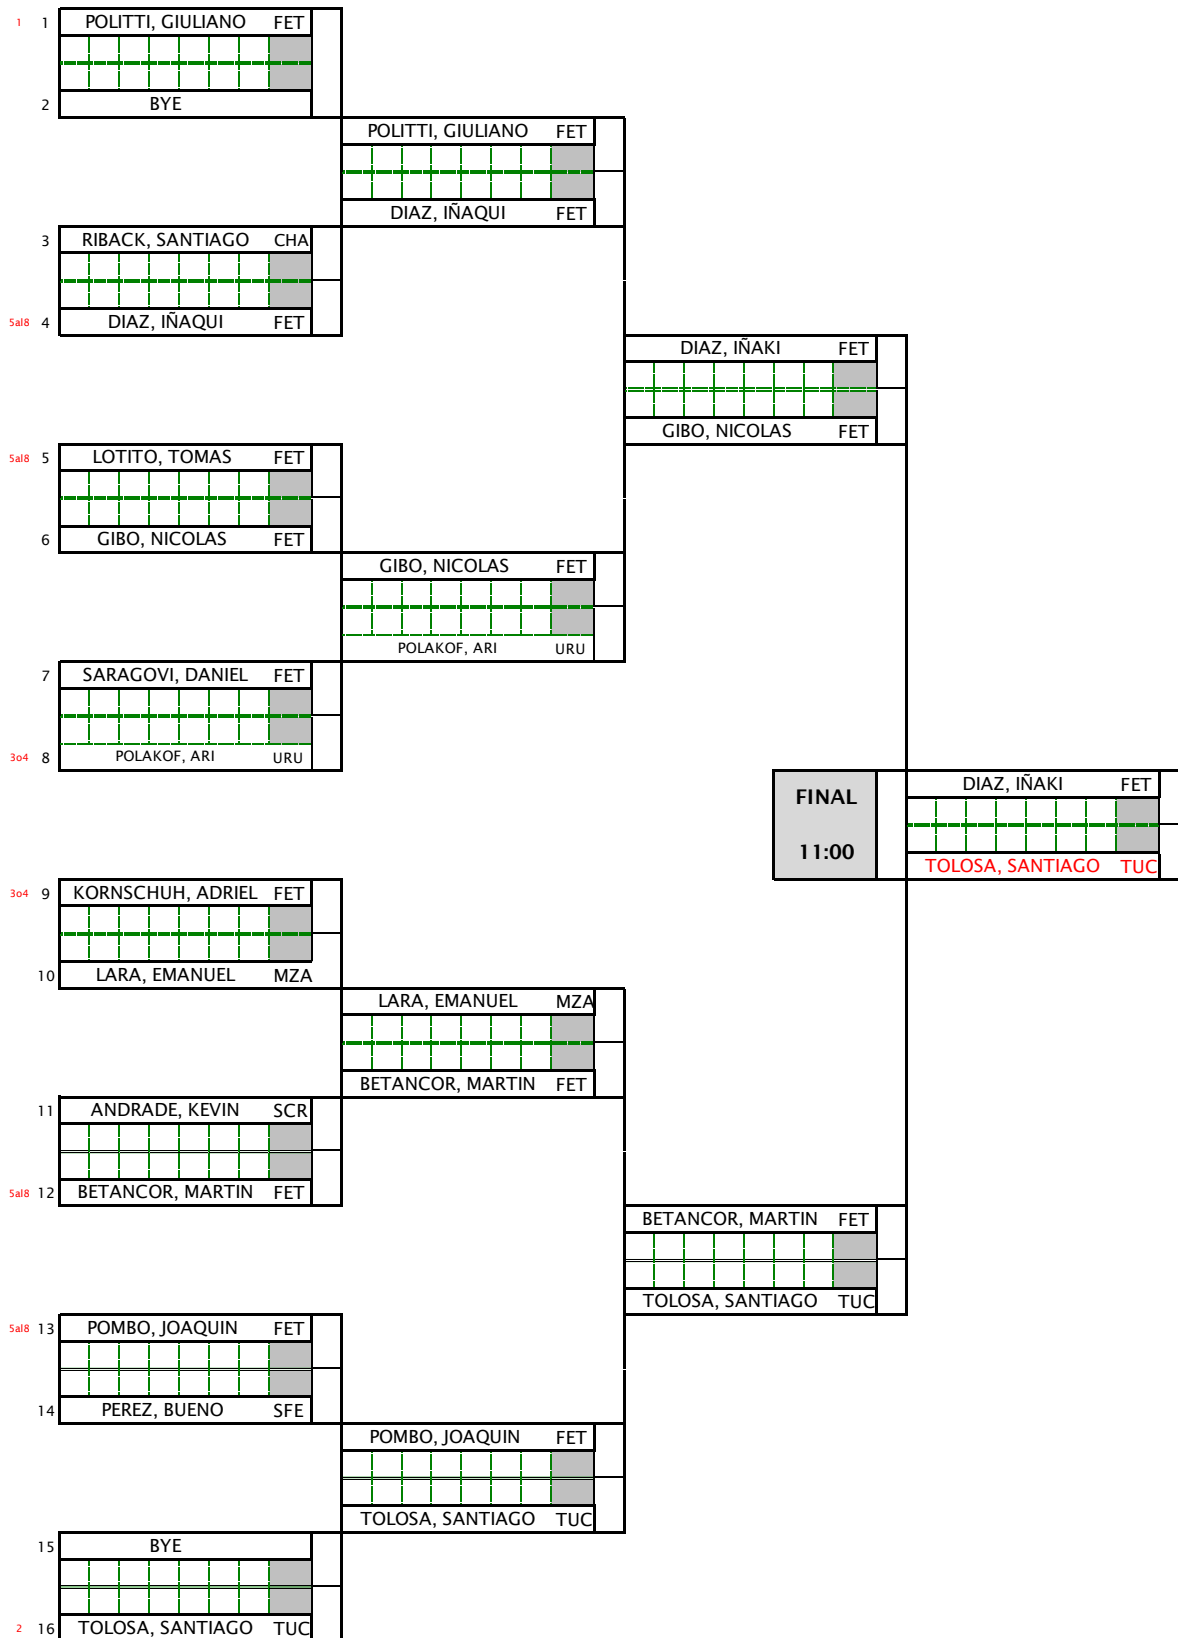 1 1 POLITTI, GIULIANO FET
2 BYE
POLITTI, GIULIANO FET
DIAZ, IÑAQUI FET
3 RIBACK, SANTIAGO CHA
5al8 4 DIAZ, IÑAQUI FET
DIAZ, IÑAKI FET
GIBO, NICOLAS FET
5al8 5 LOTITO, TOMAS FET
6 GIBO, NICOLAS FET
GIBO, NICOLAS FET
POLAKOF, ARI URU
7 SARAGOVI, DANIEL FET
3o4 8 POLAKOF, ARI URU
FINAL
11:00
DIAZ, IÑAKI FET
TOLOSA, SANTIAGO TUC
3o4 9 KORNSCHUH, ADRIEL FET
10 LARA, EMANUEL MZA
LARA, EMANUEL MZA
BETANCOR, MARTIN FET
11 ANDRADE, KEVIN SCR
5al8 12 BETANCOR, MARTIN FET
BETANCOR, MARTIN FET
TOLOSA, SANTIAGO TUC
5al8 13 POMBO, JOAQUIN FET
14 PEREZ, BUENO SFE
POMBO, JOAQUIN FET
TOLOSA, SANTIAGO TUC
15 BYE
2 16 TOLOSA, SANTIAGO TUC